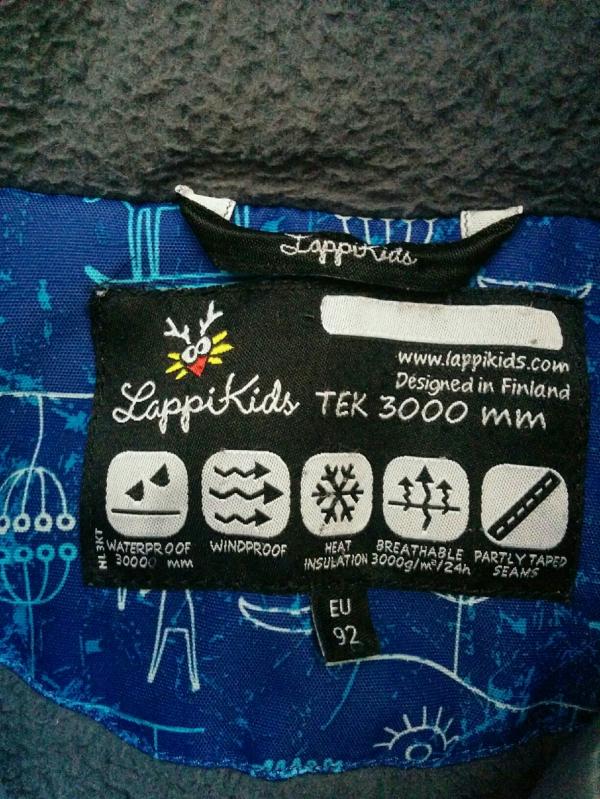 LappiKids
www.lappikids.com
Designed in Finland
LappiKids TEK 3000 mm
WATERPROOF
30000 mm
WINDPROOF
HEAT
INSULATION
BREATHABLE
3000g/m²/24h
PARTLY TAPED
SEAMS
EU
92